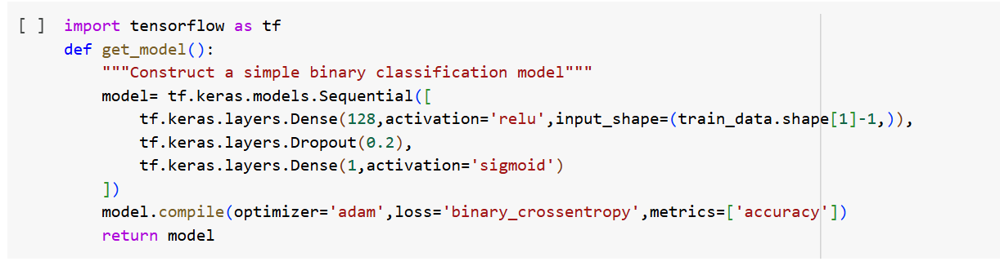 [ ] import tensorflow as tf
def get_model():
    """Construct a simple binary classification model"""
    model= tf.keras.models.Sequential([
        tf.keras.layers.Dense(128,activation='relu',input_shape=(train_data.shape[1]-1,)),
        tf.keras.layers.Dropout(0.2),
        tf.keras.layers.Dense(1,activation='sigmoid')
    ])
    model.compile(optimizer='adam',loss='binary_crossentropy',metrics=['accuracy'])
    return model